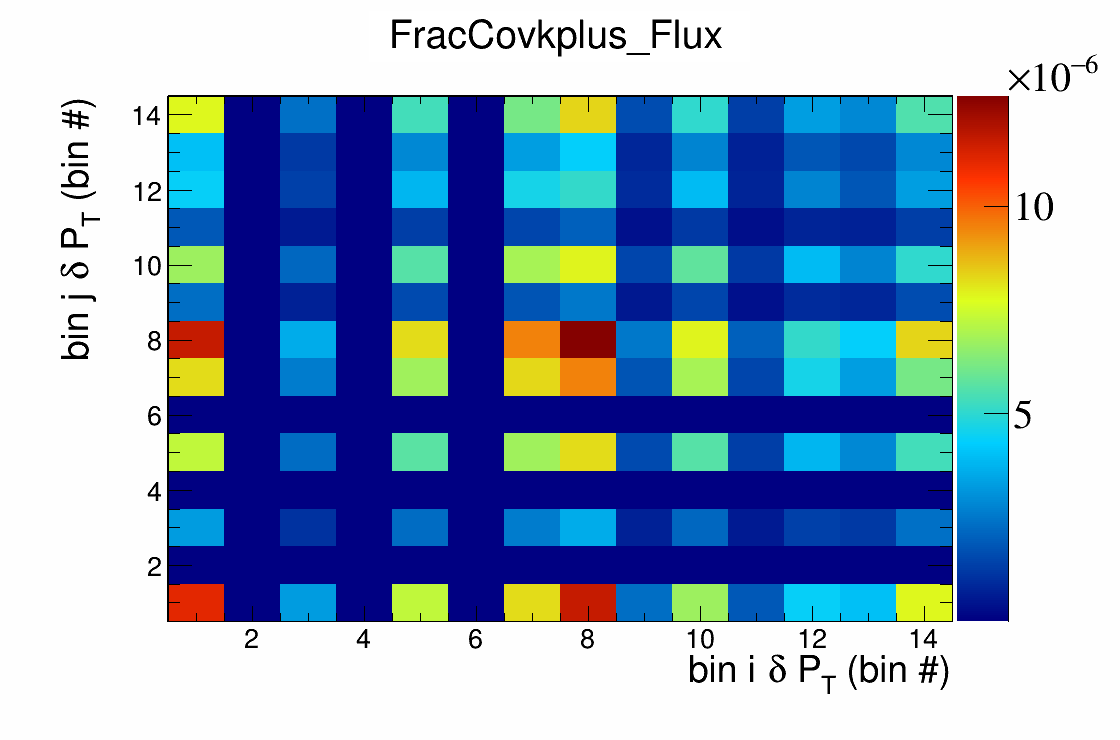 FracCovkplus_Flux
×10⁻⁶
bin j δ P_T (bin #)
14
12
10
8
6
4
2
10
5
2 4 6 8 10 12 14
bin i δ P_T (bin #)